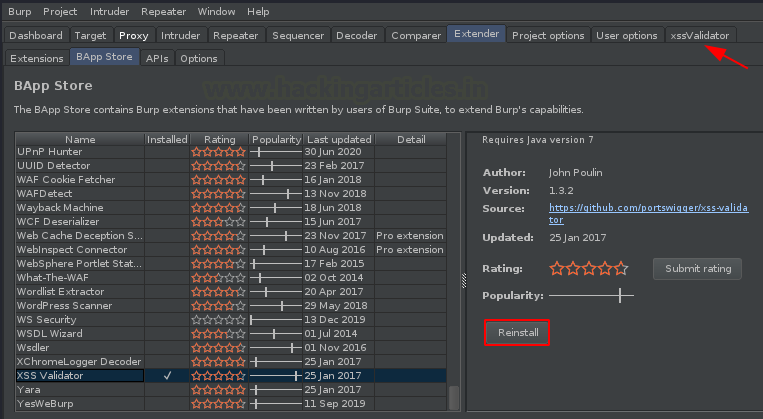 Burp Project Intruder Repeater Window Help
Dashboard Target Proxy Intruder Repeater Sequencer Decoder Comparer Extender Project options User options xssValidator
Extensions BApp Store APIs Options
www.hackingarticles.in
BApp Store
The BApp Store contains Burp extensions that have been written by users of Burp Suite, to extend Burp's capabilities.
Name Installed Rating Popularity Last updated Detail
UPnP Hunter 30 Jun 2020
UUID Detector 23 Feb 2017
WAF Cookie Fetcher 16 Jan 2018
WAFDetect 13 Nov 2018
Wayback Machine 18 Jun 2018
WCF Deserializer 15 Jun 2017
Web Cache Deception S... 23 Nov 2017 Pro extension
WebInspect Connector 10 Aug 2016 Pro extension
WebSphere Portlet Stat... 17 Feb 2015
What-The-WAF 02 Oct 2014
Wordlist Extractor 20 Apr 2017
WordPress Scanner 29 May 2018
WS Security 13 Dec 2019
WSDL Wizard 01 Jul 2014
Wsdler 01 Nov 2016
XChromeLogger Decoder 25 Jan 2017
XSS Validator ✓ 25 Jan 2017
Yara 25 Jan 2017
YesWeBurp 11 Sep 2019
Requires Java version 7
Author: John Poulin
Version: 1.3.2
Source: https://github.com/portswigger/xss-valida
tor
Updated: 25 Jan 2017
Rating: Submit rating
Popularity:
Reinstall